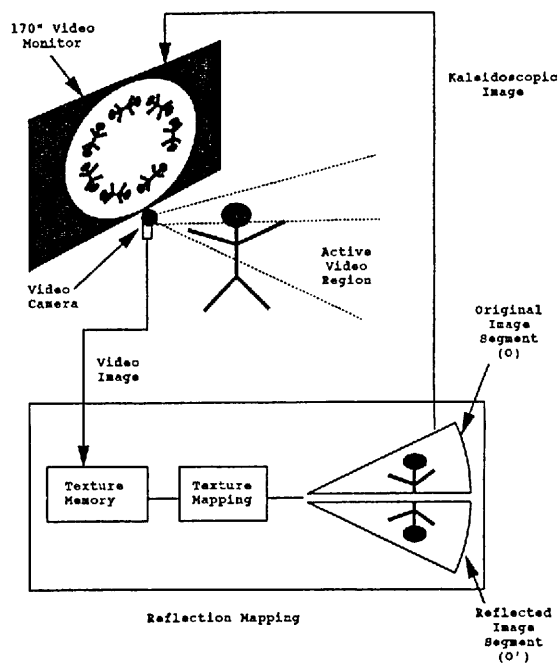 170" Video
Monitor
Kaleidoscopic
Image
Active
Video
Region
Video
Camera
Original
Image
Segment
(O)
Video
Image
Texture
Memory
Texture
Mapping
Reflection Mapping
Reflected
Image
Segment
(O')